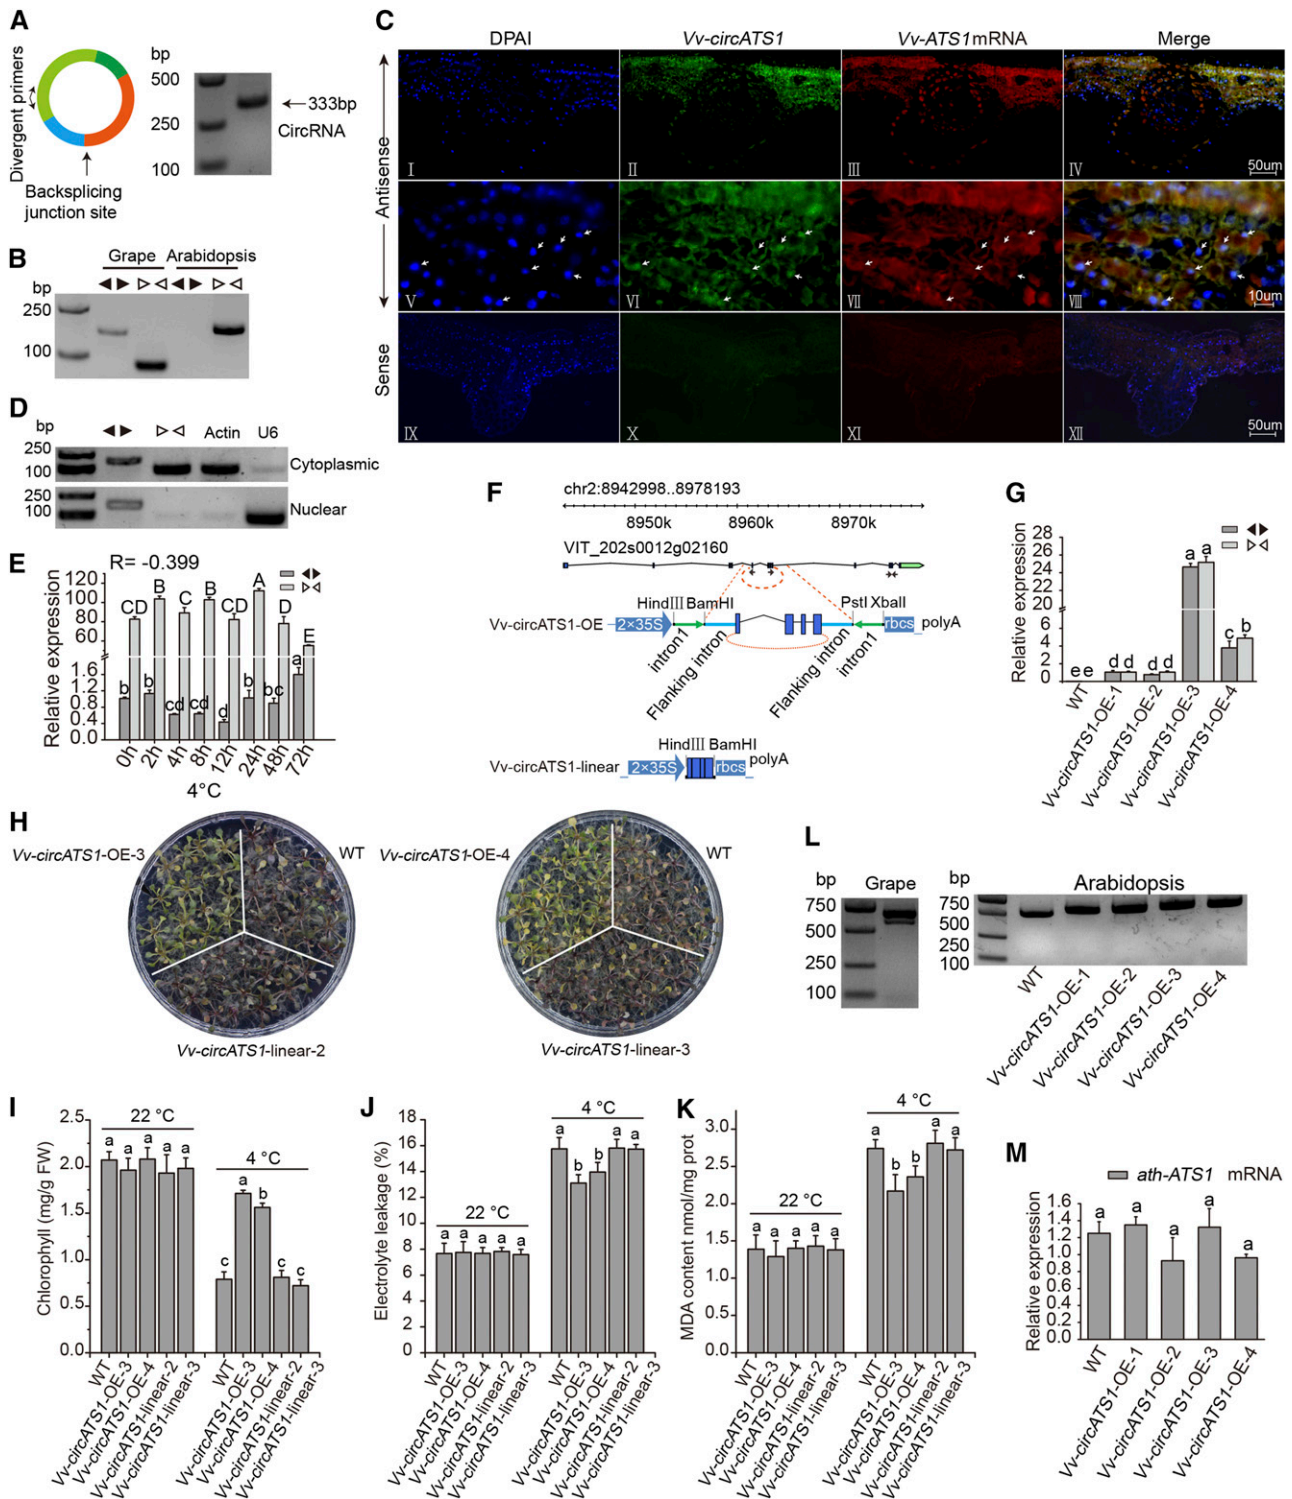 A
Divergent primers
Backsplicing
junction site
bp
500
250
100
←333bp
CircRNA
B
Grape Arabidopsis
◀▶ ▷◁ ◀▶ ▷◁
bp
250
100
C
DPAI Vv-circATS1 Vv-ATS1mRNA Merge
Antisense
Sense
I II III IV
50um
V VI VII VIII
10um
IX X XI XII
50um
D
bp ◀▶ ▷◁ Actin U6
250
100
Cytoplasmic
250
100
Nuclear
E
R= -0.399
◀▶
▷◁
Relative expression
120
100
80
60
1.6
1.2
0.8
0.4
0.0
CD B C B CD A D E
b b cd cd d b bc a
0h 2h 4h 8h 12h 24h 48h 72h
4°C
F
chr2:8942998..8978193
8950k 8960k 8970k
VIT_202s0012g02160
HindIII BamHI PstI XbaII
Vv-circATS1-OE 2×35S rbcs polyA
intron1 Flanking intron Flanking intron intron1
HindIII BamHI
Vv-circATS1-linear 2×35S rbcs polyA
G
◀▶
▷◁
Relative expression
28
26
24
22
20
6
4
2
0
e e d d d d a a c b
WT Vv-circATS1-OE-1 Vv-circATS1-OE-2 Vv-circATS1-OE-3 Vv-circATS1-OE-4
H
Vv-circATS1-OE-3 WT
Vv-circATS1-linear-2
Vv-circATS1-OE-4 WT
Vv-circATS1-linear-3
L
bp Grape
750
500
250
100
bp Arabidopsis
750
500
250
100
WT Vv-circATS1-OE-1 Vv-circATS1-OE-2 Vv-circATS1-OE-3 Vv-circATS1-OE-4
I
Chlorophyll (mg/g FW)
2.5
2.0
1.5
1.0
0.5
0.0
22 °C
a a a a a
4 °C
c a b c c
WT Vv-circATS1-OE-3 Vv-circATS1-OE-4 Vv-circATS1-linear-2 Vv-circATS1-linear-3
WT Vv-circATS1-OE-3 Vv-circATS1-OE-4 Vv-circATS1-linear-2 Vv-circATS1-linear-3
J
Electrolyte leakage (%)
18
16
14
12
10
8
6
4
2
0
22 °C
a a a a a
4 °C
a b b a a
WT Vv-circATS1-OE-3 Vv-circATS1-OE-4 Vv-circATS1-linear-2 Vv-circATS1-linear-3
WT Vv-circATS1-OE-3 Vv-circATS1-OE-4 Vv-circATS1-linear-2 Vv-circATS1-linear-3
K
MDA content nmol/mg prot
3.0
2.5
2.0
1.5
1.0
0.5
0.0
22 °C
a a a a a
4 °C
a b b a a
WT Vv-circATS1-OE-3 Vv-circATS1-OE-4 Vv-circATS1-linear-2 Vv-circATS1-linear-3
WT Vv-circATS1-OE-3 Vv-circATS1-OE-4 Vv-circATS1-linear-2 Vv-circATS1-linear-3
M
ath-ATS1 mRNA
Relative expression
1.6
1.4
1.2
1.0
0.8
0.6
0.4
0.2
0.0
a a a a a
WT Vv-circATS1-OE-1 Vv-circATS1-OE-2 Vv-circATS1-OE-3 Vv-circATS1-OE-4